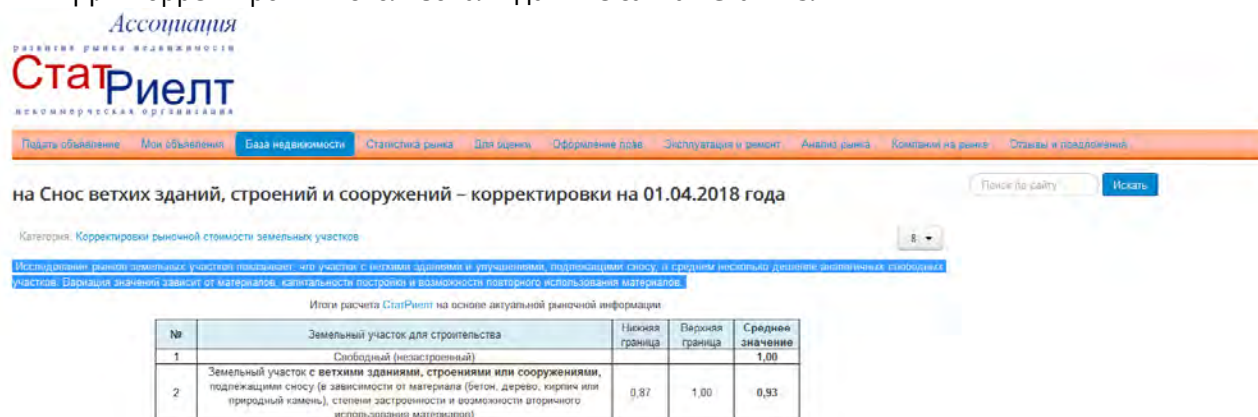 Ассоциация
развития рынка недвижимости
СтатРиелт
некоммерческая организация
Подать объявление Мои объявления База недвижимости Статистика рынка Для оценки Оформление прав Эксплуатация и ремонт Анализ рынка Компании на рынке Отзывы и предложения
на Снос ветхих зданий, строений и сооружений – корректировки на 01.04.2018 года
Поиск по сайту Искать
Категория: Корректировки рыночной стоимости земельных участков
8
Исследование рынков земельных участков показывает, что участки с ветхими зданиями и улучшениями, подлежащими сносу, в среднем несколько дешевле аналогичных свободных
участков. Вариация значений зависит от материалов, капитальности постройки и возможности повторного использования материалов.
Итоги расчета СтатРиелт на основе актуальной рыночной информации
№ Земельный участок для строительства Нижняя граница Верхняя граница Среднее значение
1 Свободный (незастроенный) 1,00
2 Земельный участок с ветхими зданиями, строениями или сооружениями,
подлежащими сносу (в зависимости от материала (бетон, дерево, кирпич или
природный камень), степени застроенности и возможности вторичного
использования материалов) 0,87 1,00 0,93